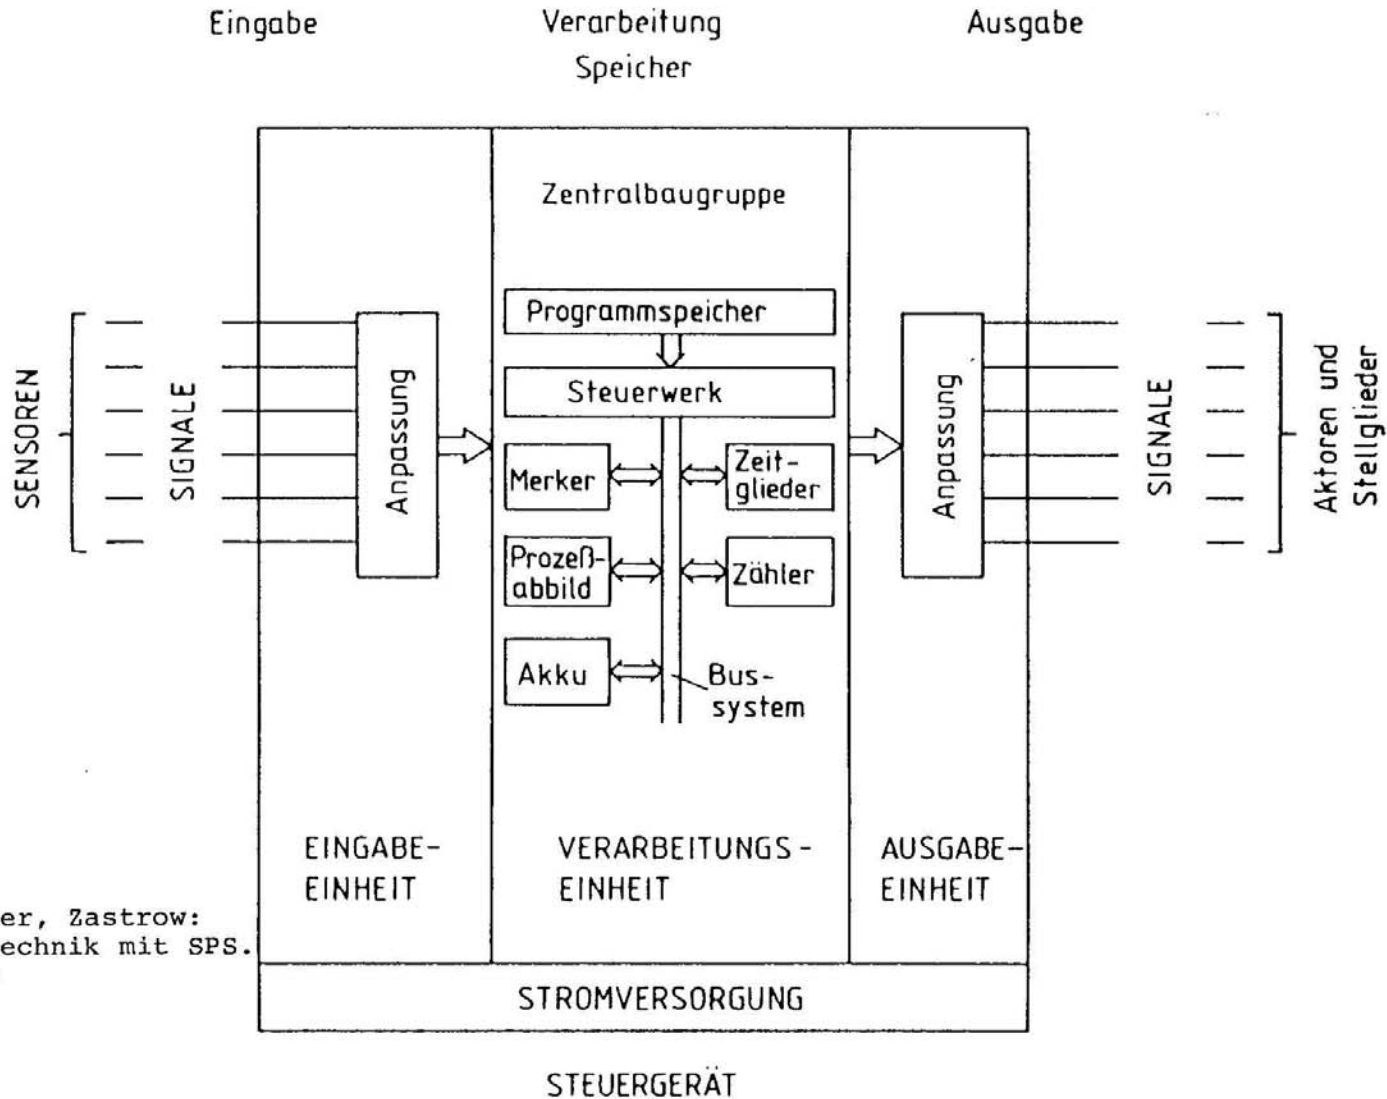 Eingabe
Verarbeitung
Speicher
Ausgabe
Zentralbaugruppe
Programmspeicher
Steuerwerk
SENSOREN
SIGNALE
Anpassung
Merker
Zeit-
glieder
Prozeß-
abbild
Zähler
Akku
Bus-
system
Anpassung
SIGNALE
Aktoren und
Stellglieder
EINGABE-
EINHEIT
VERARBEITUNGS-
EINHEIT
AUSGABE-
EINHEIT
er, Zastrow:
echnik mit SPS.
STROMVERSORGUNG
STEUERGERÄT